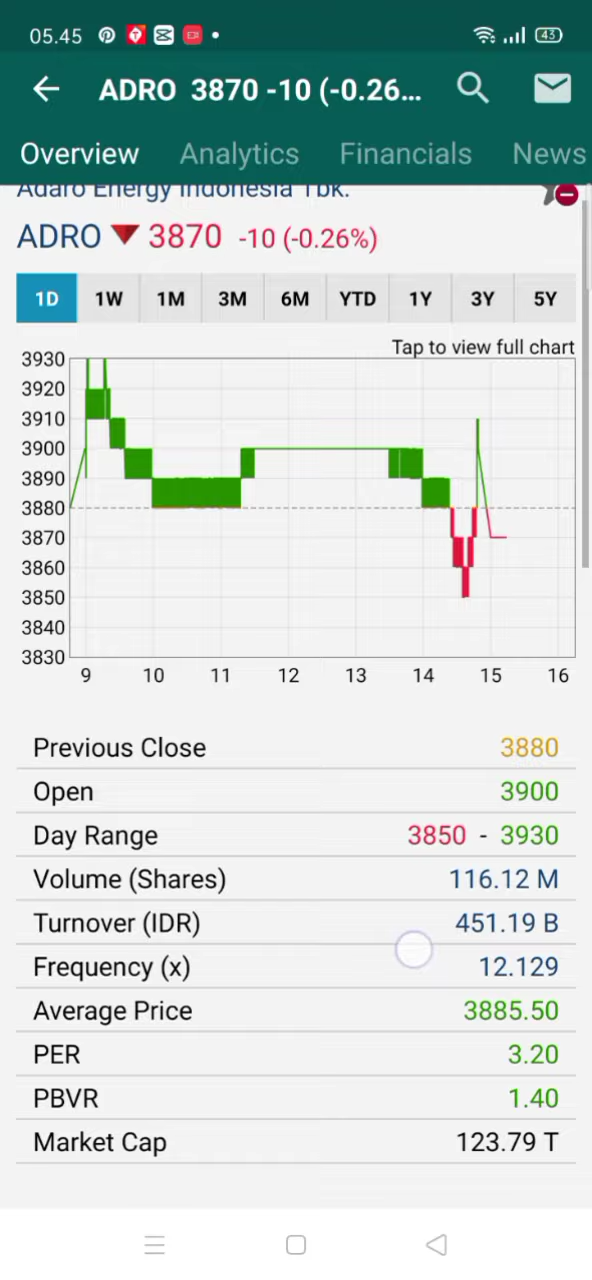 05.45 43
ADRO 3870 -10 (-0.26...
Overview Analytics Financials News
Adaro Energy Indonesia Tbk.
ADRO 3870 -10 (-0.26%)
1D 1W 1M 3M 6M YTD 1Y 3Y 5Y
Tap to view full chart
3930
3920
3910
3900
3890
3880
3870
3860
3850
3840
3830
9 10 11 12 13 14 15 16
Previous Close 3880
Open 3900
Day Range 3850 - 3930
Volume (Shares) 116.12 M
Turnover (IDR) 451.19 B
Frequency (x) 12.129
Average Price 3885.50
PER 3.20
PBVR 1.40
Market Cap 123.79 T